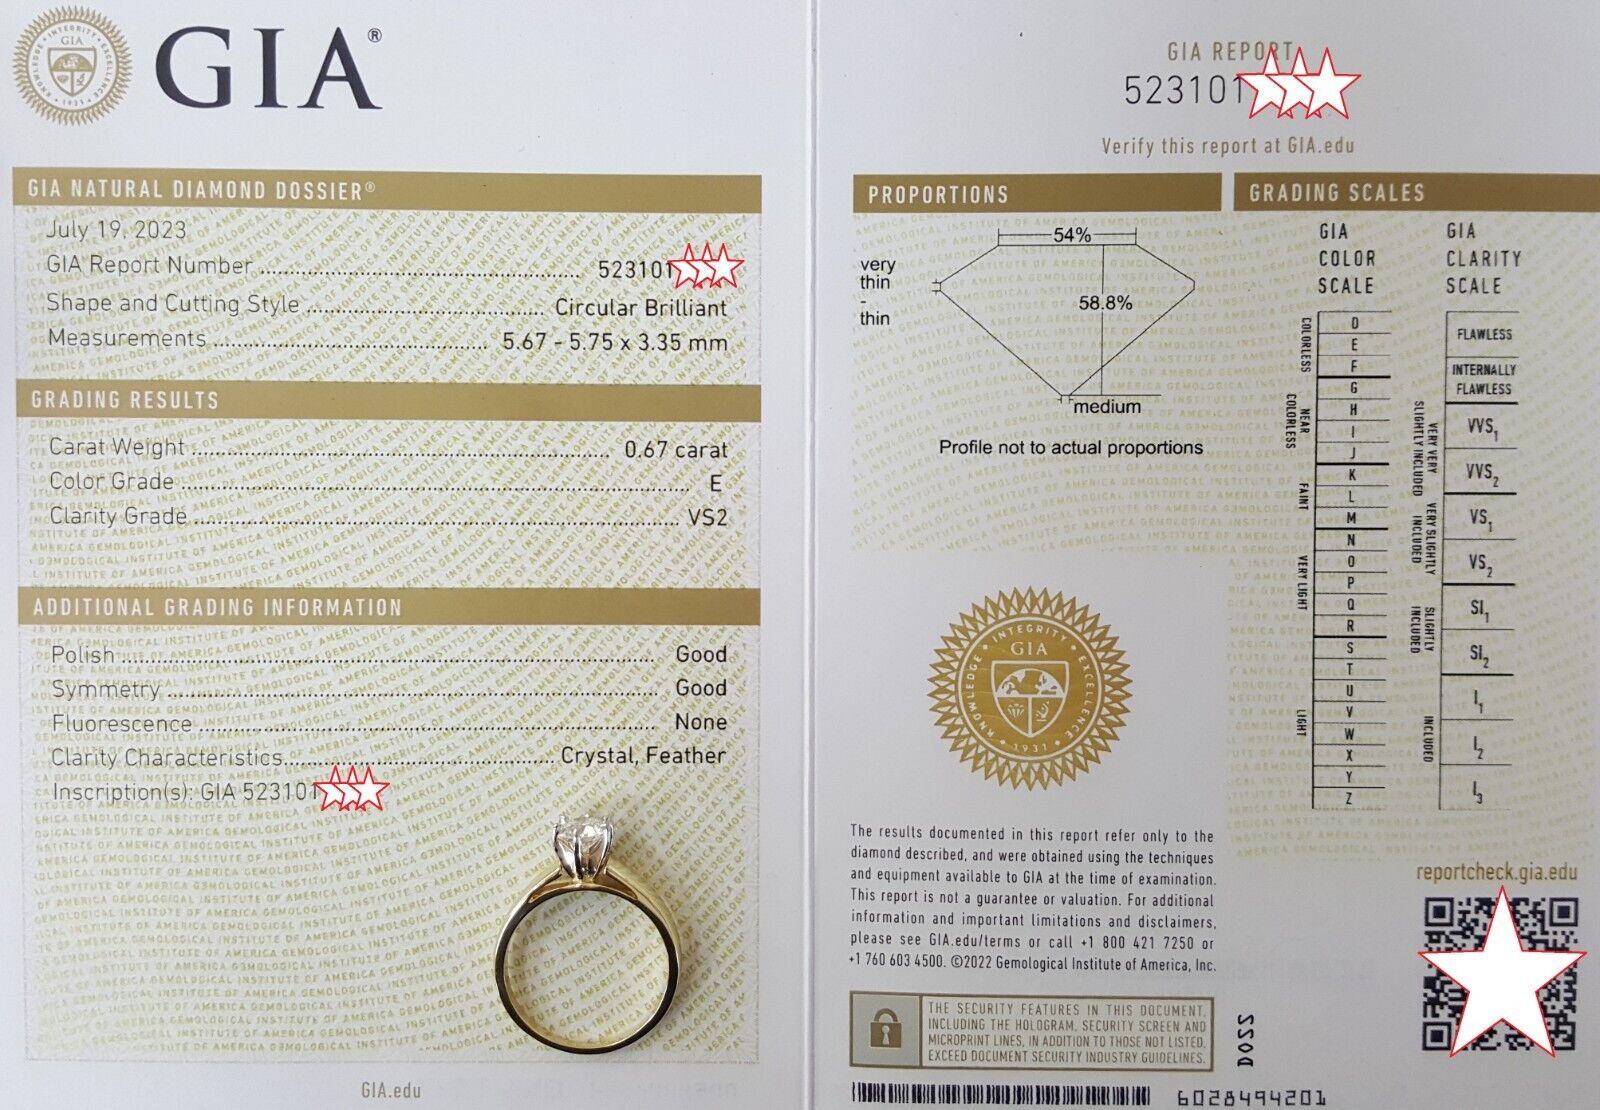 GIA®
GIA NATURAL DIAMOND DOSSIER®
July 19, 2023
GIA Report Number 523101
Shape and Cutting Style Circular Brilliant
Measurements 5.67 - 5.75 x 3.35 mm
GRADING RESULTS
Carat Weight 0.67 carat
Color Grade E
Clarity Grade VS2
ADDITIONAL GRADING INFORMATION
Polish Good
Symmetry Good
Fluorescence None
Clarity Characteristics Crystal, Feather
Inscription(s): GIA 523101
GIA.edu
GIA REPORT
523101
Verify this report at GIA.edu
PROPORTIONS
54%
very
thin
-
thin
58.8%
medium
Profile not to actual proportions
INTEGRITY
GIA
KNOWLEDGE
EXCELLENCE
1931
The results documented in this report refer only to the
diamond described, and were obtained using the techniques
and equipment available to GIA at the time of examination.
This report is not a guarantee or valuation. For additional
information and important limitations and disclaimers,
please see GIA.edu/terms or call +1 800 421 7250 or
+1 760 603 4500. ©2022 Gemological Institute of America, Inc.
THE SECURITY FEATURES IN THIS DOCUMENT,
INCLUDING THE HOLOGRAM, SECURITY SCREEN AND
MICROPRINT LINES, IN ADDITION TO THOSE NOT LISTED,
EXCEED DOCUMENT SECURITY INDUSTRY GUIDELINES.
DOSS
6028494201
GRADING SCALES
GIA
COLOR
SCALE
COLORLESS
D
E
F
NEAR
COLORLESS
G
H
I
J
FAINT
K
L
M
VERY LIGHT
N
O
P
Q
R
LIGHT
S
T
U
V
W
X
Y
Z
GIA
CLARITY
SCALE
FLAWLESS
INTERNALLY
FLAWLESS
VERY VERY
SLIGHTLY INCLUDED
VVS1
VVS2
VERY SLIGHTLY
INCLUDED
VS1
VS2
SLIGHTLY
INCLUDED
SI1
SI2
INCLUDED
I1
I2
I3
reportcheck.gia.edu